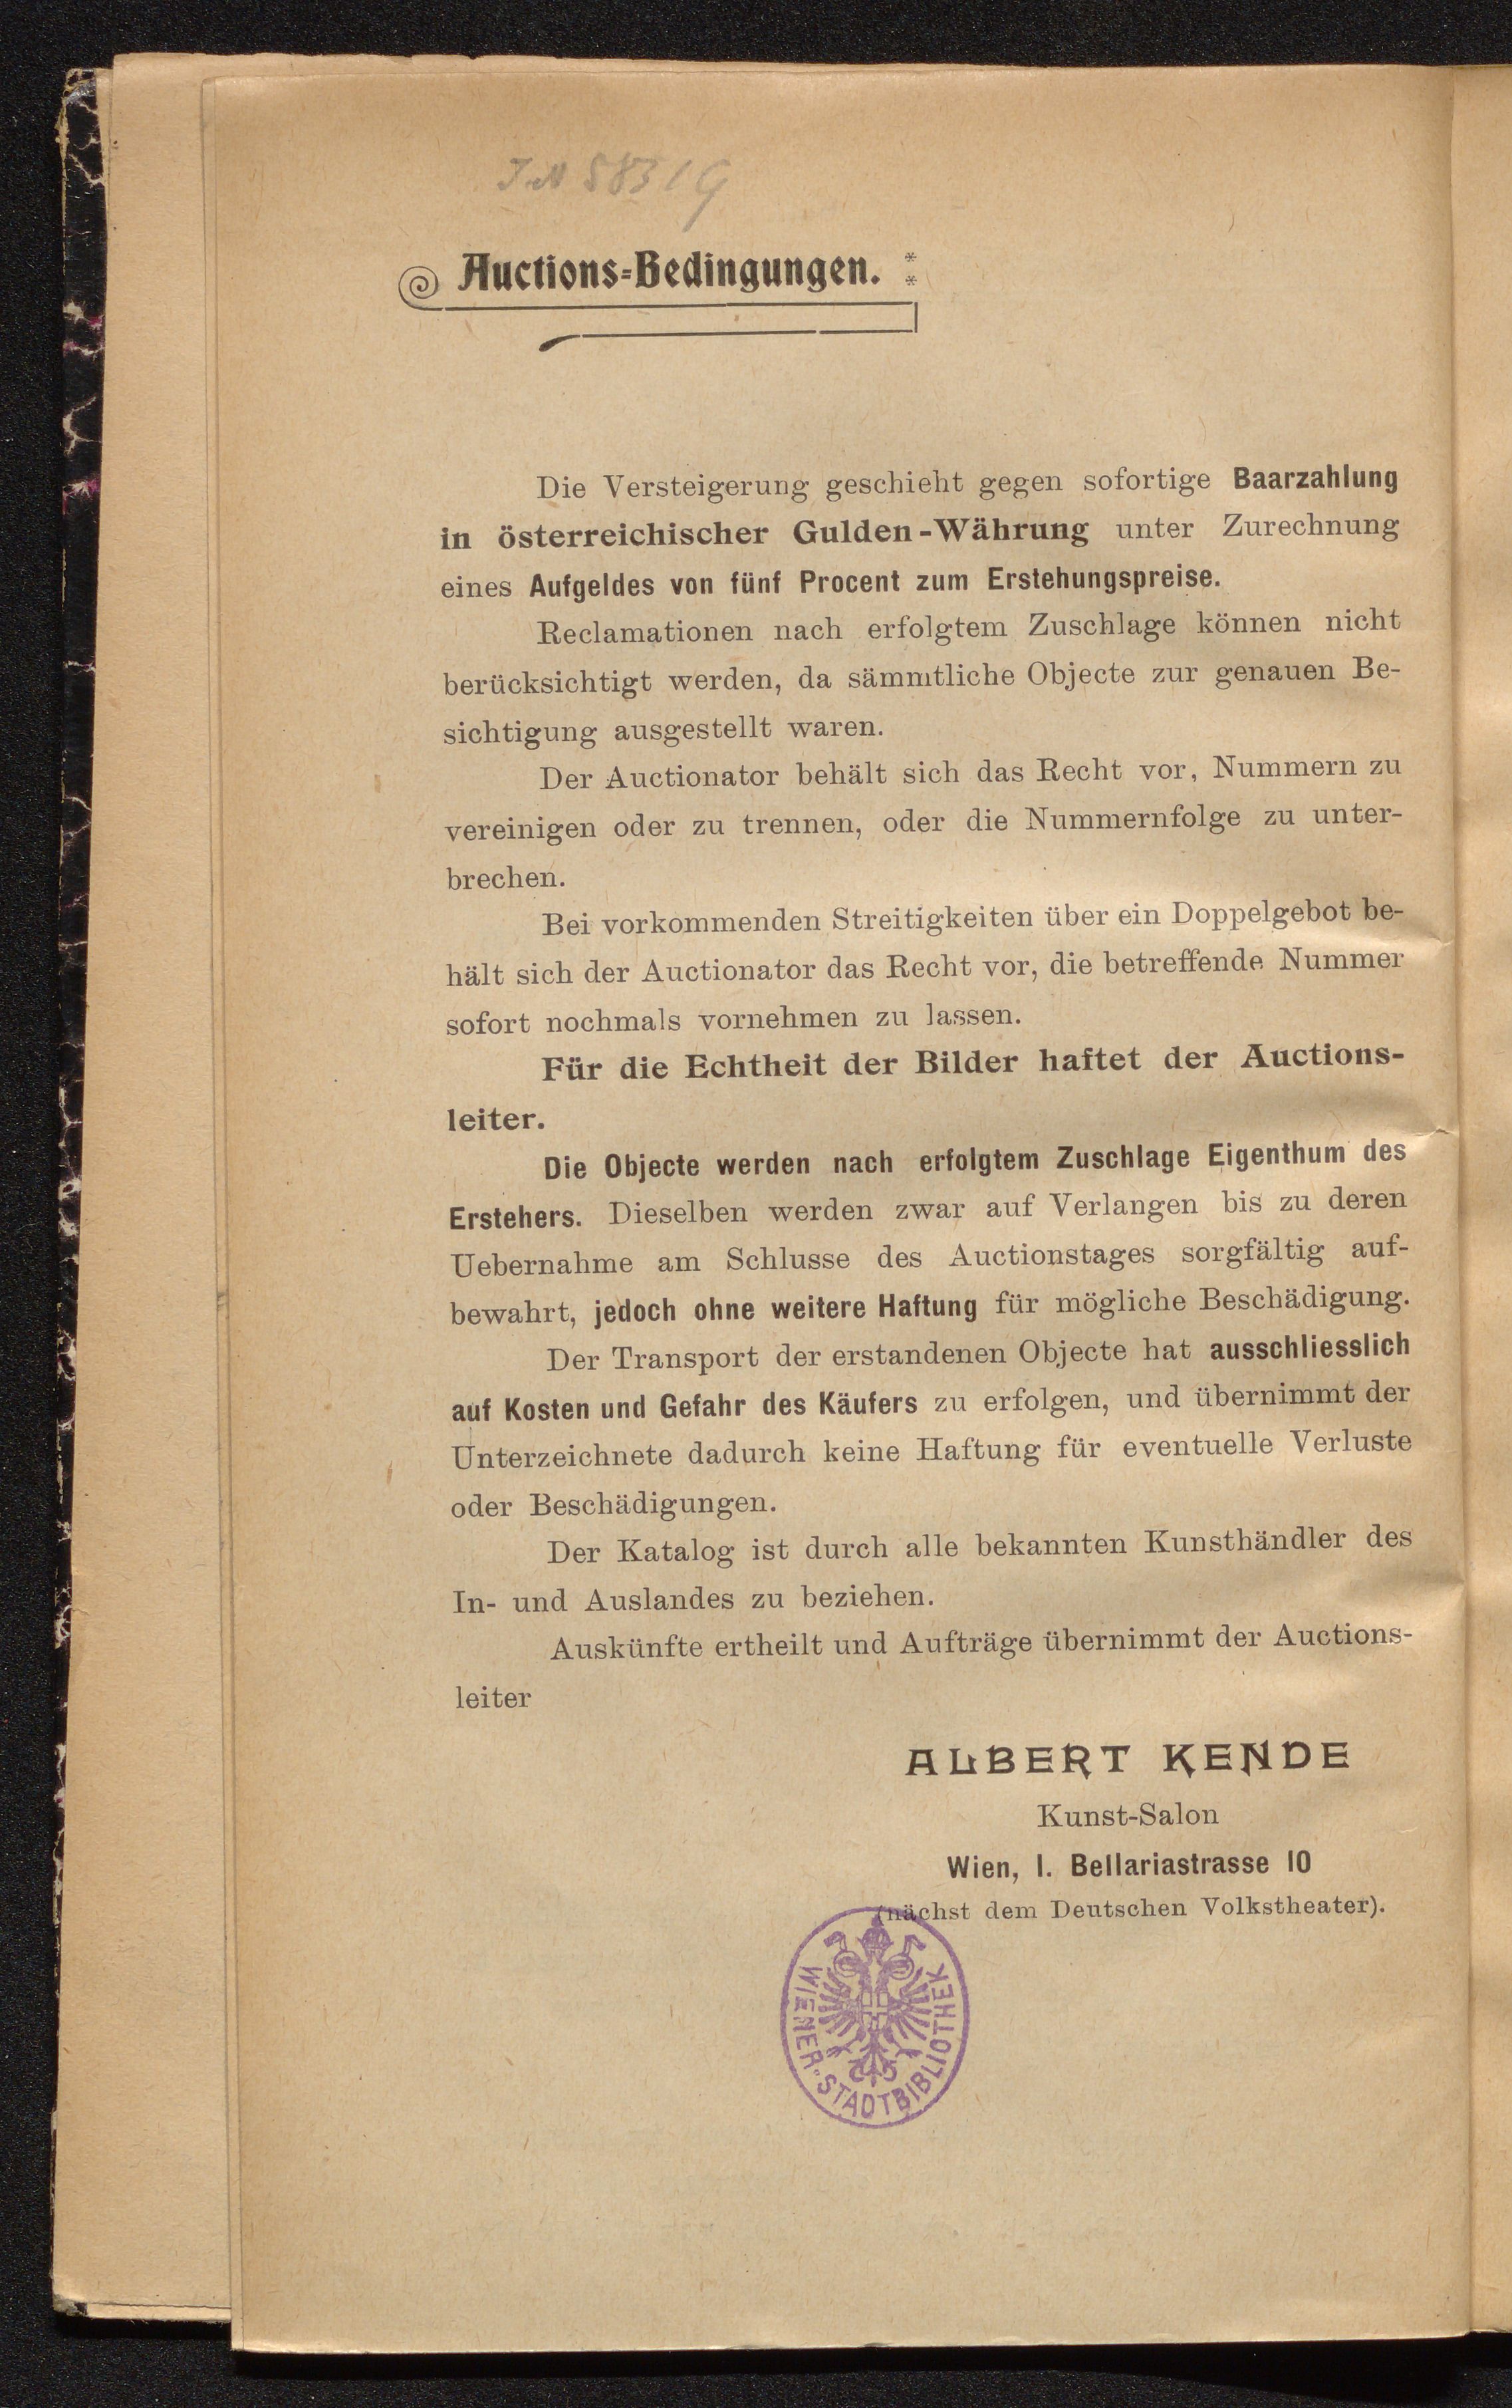 J.N 58319
Auctions-Bedingungen.
Die Versteigerung geschieht gegen sofortige Baarzahlung
in österreichischer Gulden-Währung unter Zurechnung
eines Aufgeldes von fünf Procent zum Erstehungspreise.
Reclamationen nach erfolgtem Zuschlage können nicht
berücksichtigt werden, da sämmtliche Objecte zur genauen Be-
sichtigung ausgestellt waren.
Der Auctionator behält sich das Recht vor, Nummern zu
vereinigen oder zu trennen, oder die Nummernfolge zu unter-
brechen.
Bei vorkommenden Streitigkeiten über ein Doppelgebot be-
hält sich der Auctionator das Recht vor, die betreffende Nummer
sofort nochmals vornehmen zu lassen.
Für die Echtheit der Bilder haftet der Auctions-
leiter.
Die Objecte werden nach erfolgtem Zuschlage Eigenthum des
Erstehers. Dieselben werden zwar auf Verlangen bis zu deren
Uebernahme am Schlusse des Auctionstages sorgfältig auf-
bewahrt, jedoch ohne weitere Haftung für mögliche Beschädigung.
Der Transport der erstandenen Objecte hat ausschliesslich
auf Kosten und Gefahr des Käufers zu erfolgen, und übernimmt der
Unterzeichnete dadurch keine Haftung für eventuelle Verluste
oder Beschädigungen.
Der Katalog ist durch alle bekannten Kunsthändler des
In- und Auslandes zu beziehen.
Auskünfte ertheilt und Aufträge übernimmt der Auctions-
leiter
ALBERT KENDE
Kunst-Salon
Wien, I. Bellariastrasse 10
(nächst dem Deutschen Volkstheater).
WIENER-STADTBIBLIOTHEK